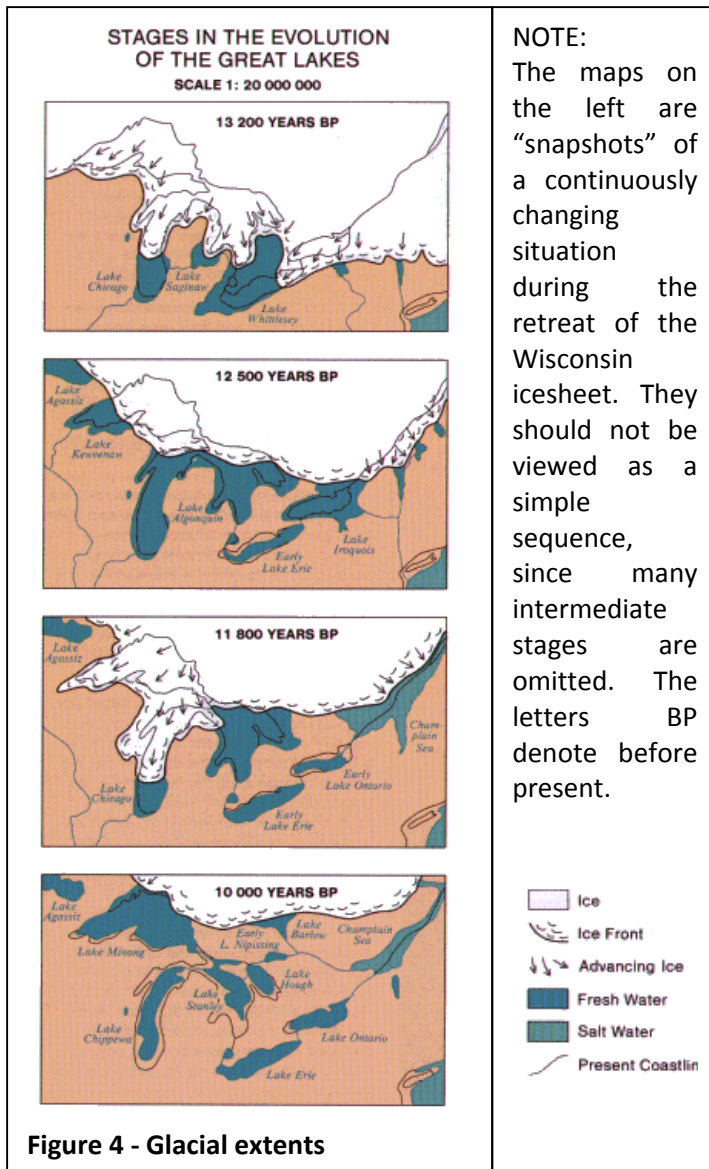 STAGES IN THE EVOLUTION
OF THE GREAT LAKES
SCALE 1: 20 000 000
13 200 YEARS BP
Lake
Chicago
Lake
Saginaw
Lake
Whittlesey
12 500 YEARS BP
Lake
Agassiz
Lake
Keweenaw
Lake
Algonquin
Early
Lake Erie
Lake
Iroquois
11 800 YEARS BP
Lake
Agassiz
Lake
Chicago
Early
Lake Erie
Early
Lake Ontario
Cham-
plain
Sea
10 000 YEARS BP
Lake
Agassiz
Lake Minong
Early
L. Nipissing
Lake
Barlow
Champlain
Sea
Lake
Hough
Lake
Stanley
Lake
Chippewa
Lake Ontario
Lake Erie
Figure 4 - Glacial extents
NOTE:
The maps on
the left are
“snapshots” of
a continuously
changing
situation
during the
retreat of the
Wisconsin
icesheet. They
should not be
viewed as a
simple
sequence,
since many
intermediate
stages are
omitted. The
letters BP
denote before
present.
Ice
Ice Front
Advancing Ice
Fresh Water
Salt Water
Present Coastlin